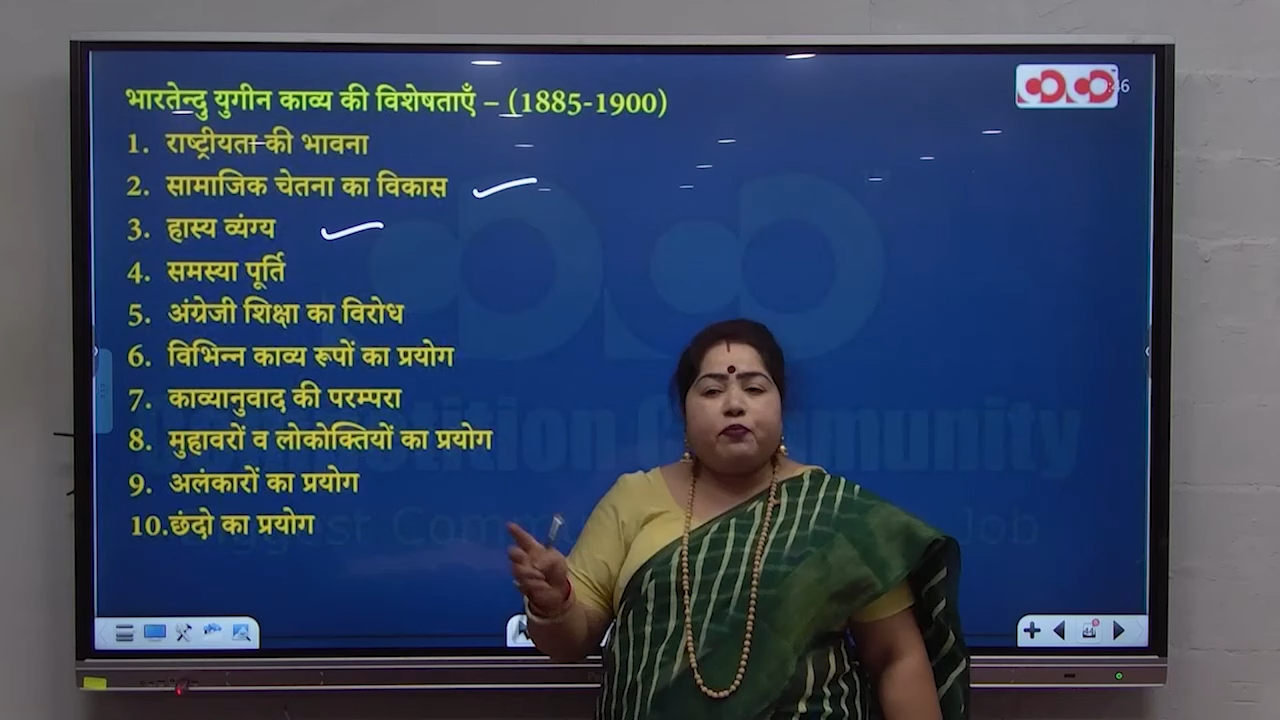 भारतेन्दु युगीन काव्य की विशेषताएँ – (1885-1900)
1. राष्ट्रीयता की भावना
2. सामाजिक चेतना का विकास
3. हास्य व्यंग्य
4. समस्या पूर्ति
5. अंग्रेजी शिक्षा का विरोध
6. विभिन्न काव्य रूपों का प्रयोग
7. काव्यानुवाद की परम्परा
8. मुहावरों व लोकोक्तियों का प्रयोग
9. अलंकारों का प्रयोग
10.छंदो का प्रयोग
:46